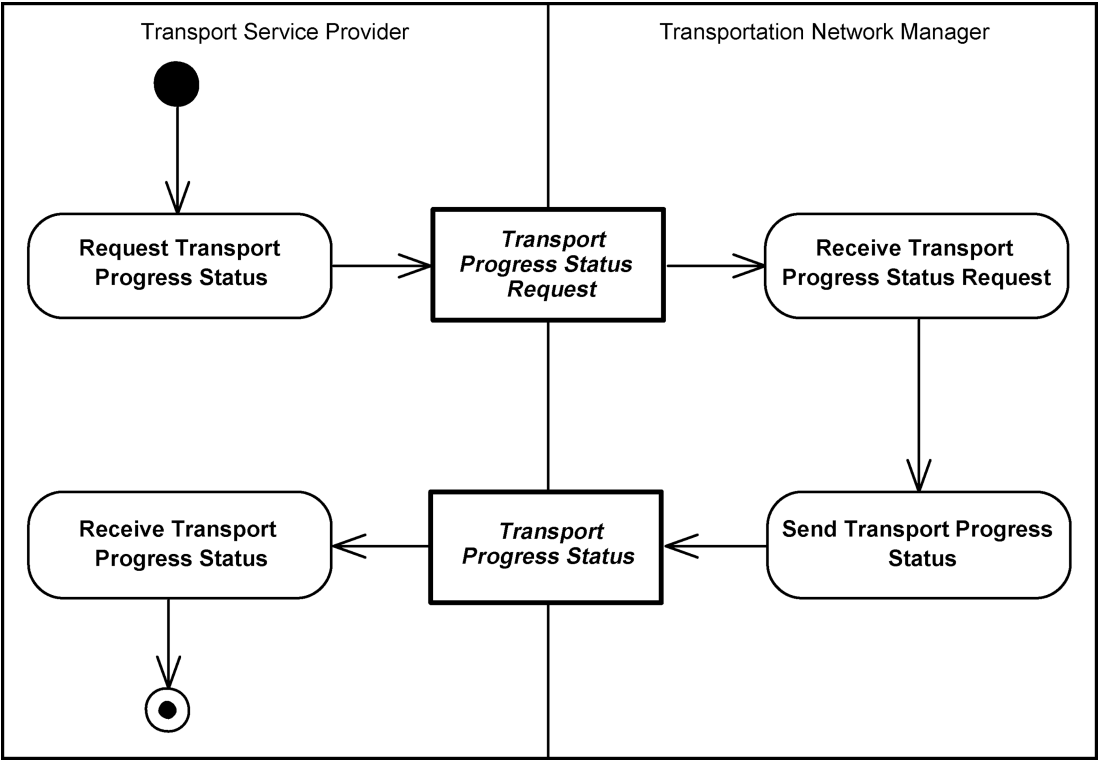 Transport Service Provider
Transportation Network Manager
Request Transport
Progress Status
Transport
Progress Status
Request
Receive Transport
Progress Status Request
Receive Transport
Progress Status
Transport
Progress Status
Send Transport Progress
Status